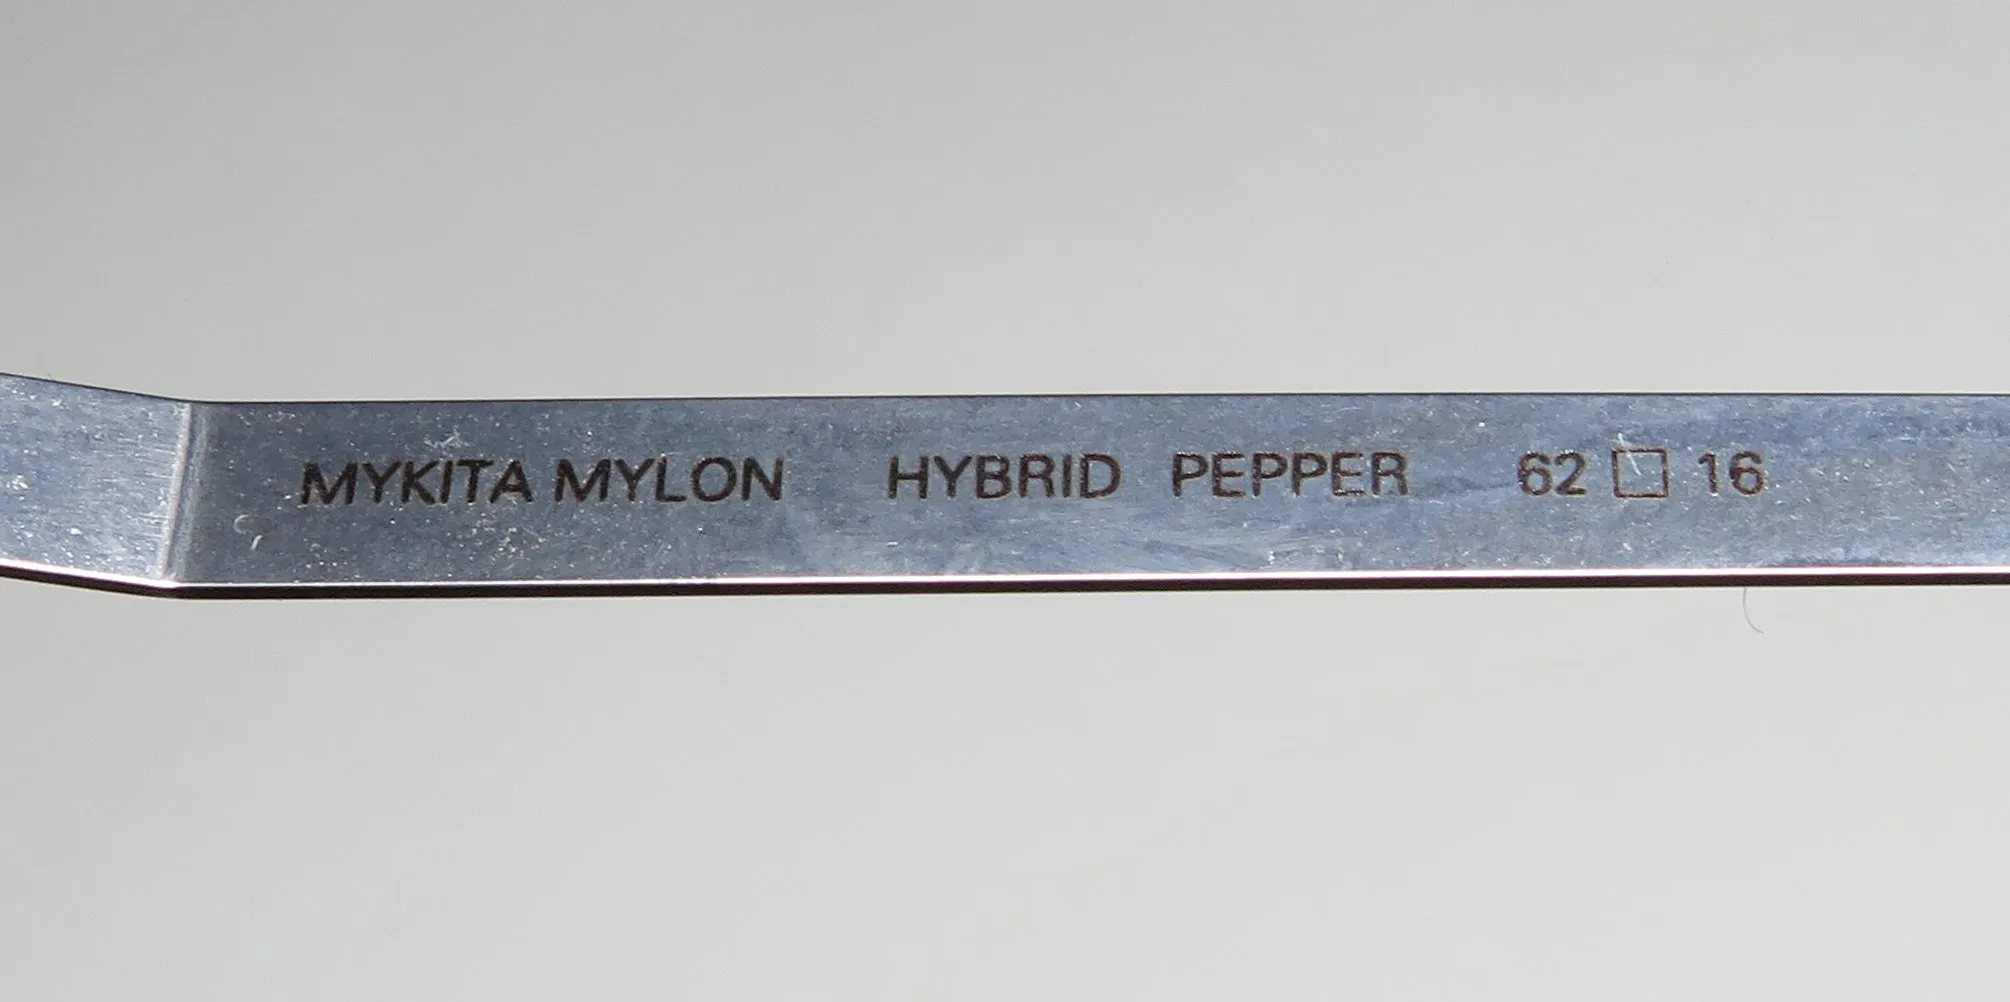 MYKITA MYLON HYBRID PEPPER 62 □ 16